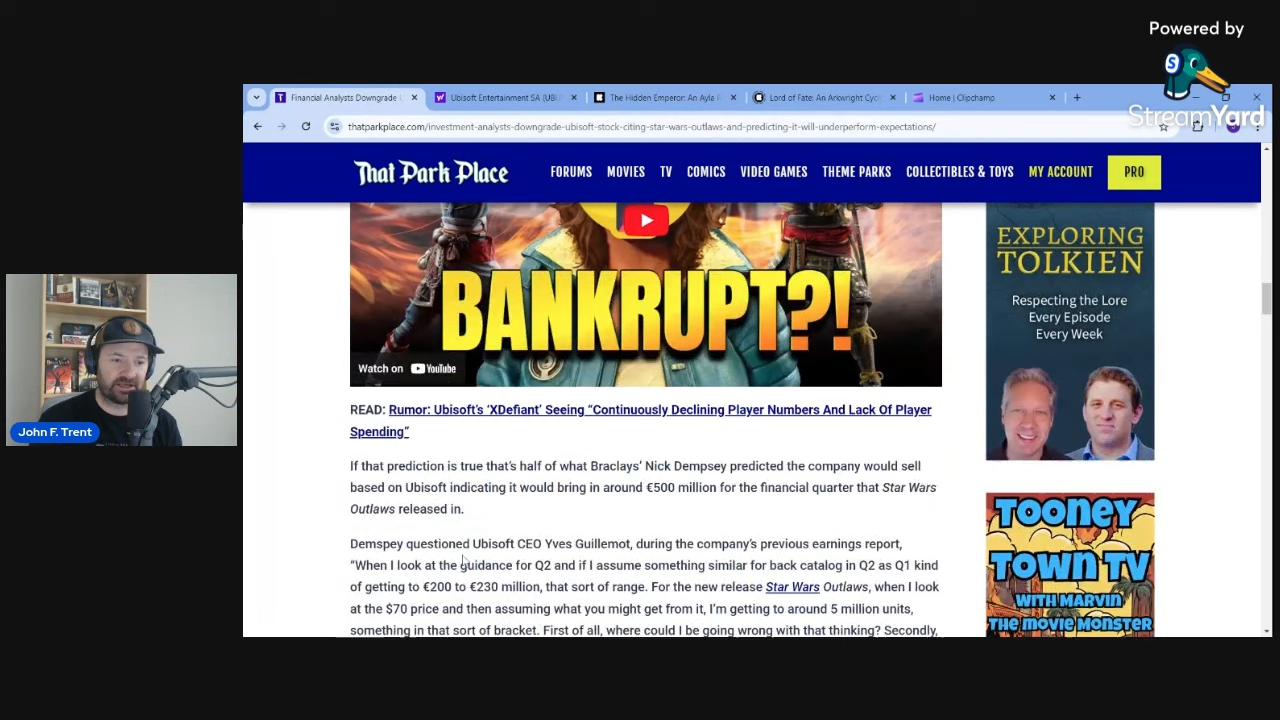 Powered by
S
StreamYard
Financial Analysts Downgrade
Ubisoft Entertainment SA (UBI
The Hidden Emperor: An Ayla R
Lord of Fate: An Arkwright Cyc
Home | Clipchamp
thatparkplace.com/investment-analysts-downgrade-ubisoft-stock-citing-star-wars-outlaws-and-predicting-it-will-underperform-expectations/
That Park Place
FORUMS MOVIES TV COMICS VIDEO GAMES THEME PARKS COLLECTIBLES & TOYS MY ACCOUNT PRO
BANKRUPT?!
Watch on YouTube
READ: Rumor: Ubisoft's 'XDefiant' Seeing "Continuously Declining Player Numbers And Lack Of Player
Spending"
If that prediction is true that's half of what Braclays' Nick Dempsey predicted the company would sell
based on Ubisoft indicating it would bring in around €500 million for the financial quarter that Star Wars
Outlaws released in.
Demspey questioned Ubisoft CEO Yves Guillemot, during the company's previous earnings report,
"When I look at the guidance for Q2 and if I assume something similar for back catalog in Q2 as Q1 kind
of getting to €200 to €230 million, that sort of range. For the new release Star Wars Outlaws, when I look
at the $70 price and then assuming what you might get from it, I'm getting to around 5 million units,
something in that sort of bracket. First of all, where could I be going wrong with that thinking? Secondly,
EXPLORING
TOLKIEN
Respecting the Lore
Every Episode
Every Week
TOONEY
TOWN TV
WITH MARVIN
THE MOVIE MONSTER
John F. Trent